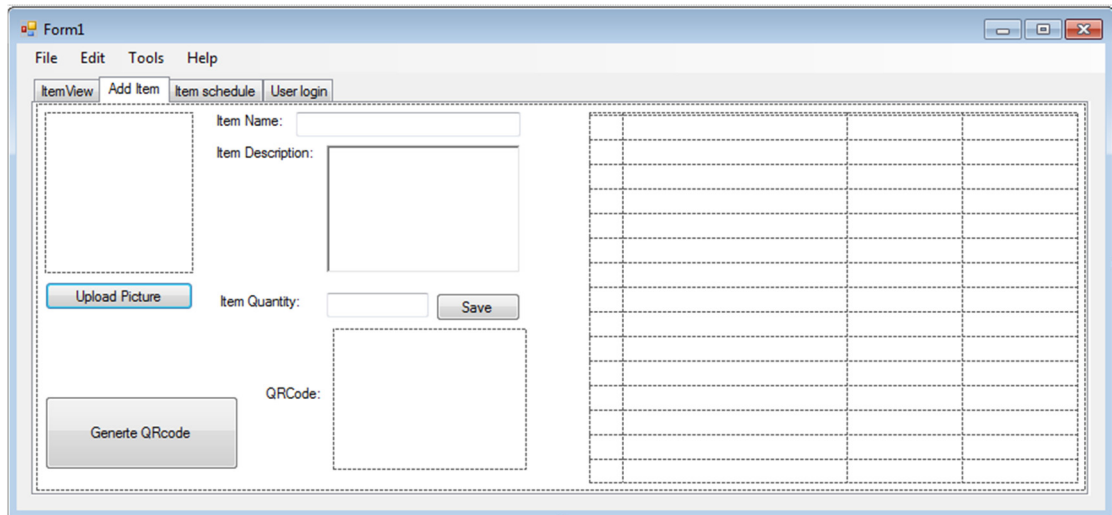 Form1
File Edit Tools Help
ItemView Add Item Item schedule User login
Item Name:
Item Description:
Upload Picture
Item Quantity:
Save
QRCode:
Generte QRcode